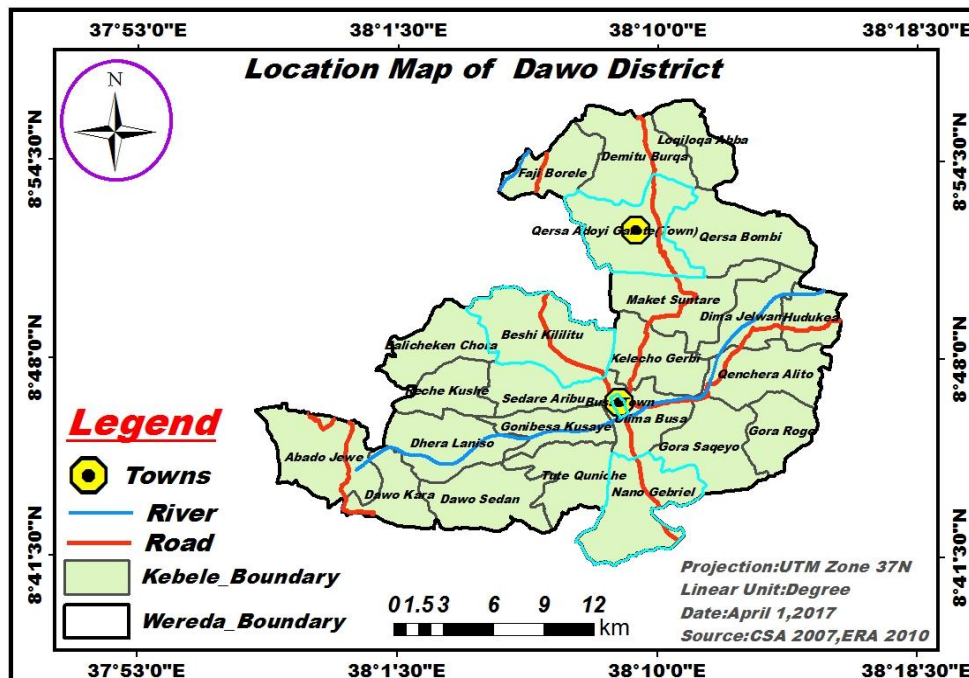 37°53'0"E 38°1'30"E 38°10'0"E 38°18'30"E
Location Map of Dawo District
N
8°54'30"N 8°54'30"N
Loqiloqa Abba
Demitu Burqa
Faji Borele
Qersa Adoyi (Town)
Qersa Bombi
Maket Suntare
Dima Jelwan
Hudukea
Beshi Kililitu
Balicheken Chora
Kelecho Gerbi
8°48'0"N 8°48'0"N
Qenchera Alito
Keche Kushe
Sedare Aribu
Town
Busa
Gonibesa Kusaye
Gora Roge
Dhera Laniso
Gora Saqeyo
Abado Jewe
Tute Quniche
Dawo Kara
Dawo Sedan
Nano Gebriel
8°41'30"N 8°41'30"N
Legend
Towns
River
Road
Kebele_Boundary
Wereda_Boundary
0 1.5 3 6 9 12
km
Projection:UTM Zone 37N
Linear Unit:Degree
Date:April 1,2017
Source:CSA 2007,ERA 2010
37°53'0"E 38°1'30"E 38°10'0"E 38°18'30"E